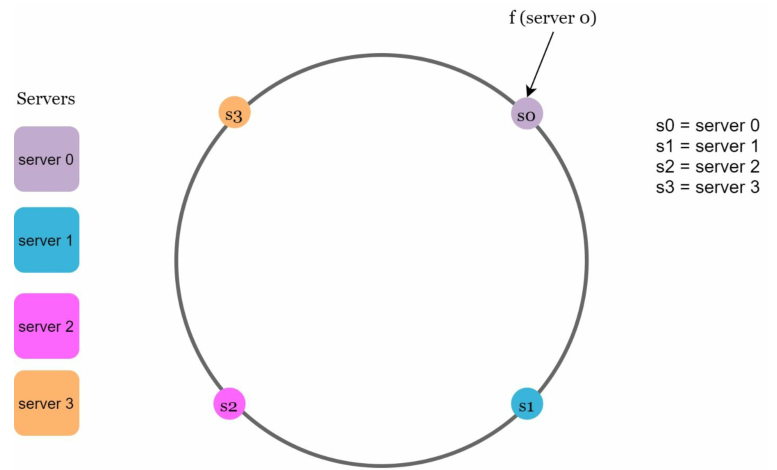 f (server 0)
Servers
server 0
server 1
server 2
server 3
s3
s0
s2
s1
s0 = server 0
s1 = server 1
s2 = server 2
s3 = server 3